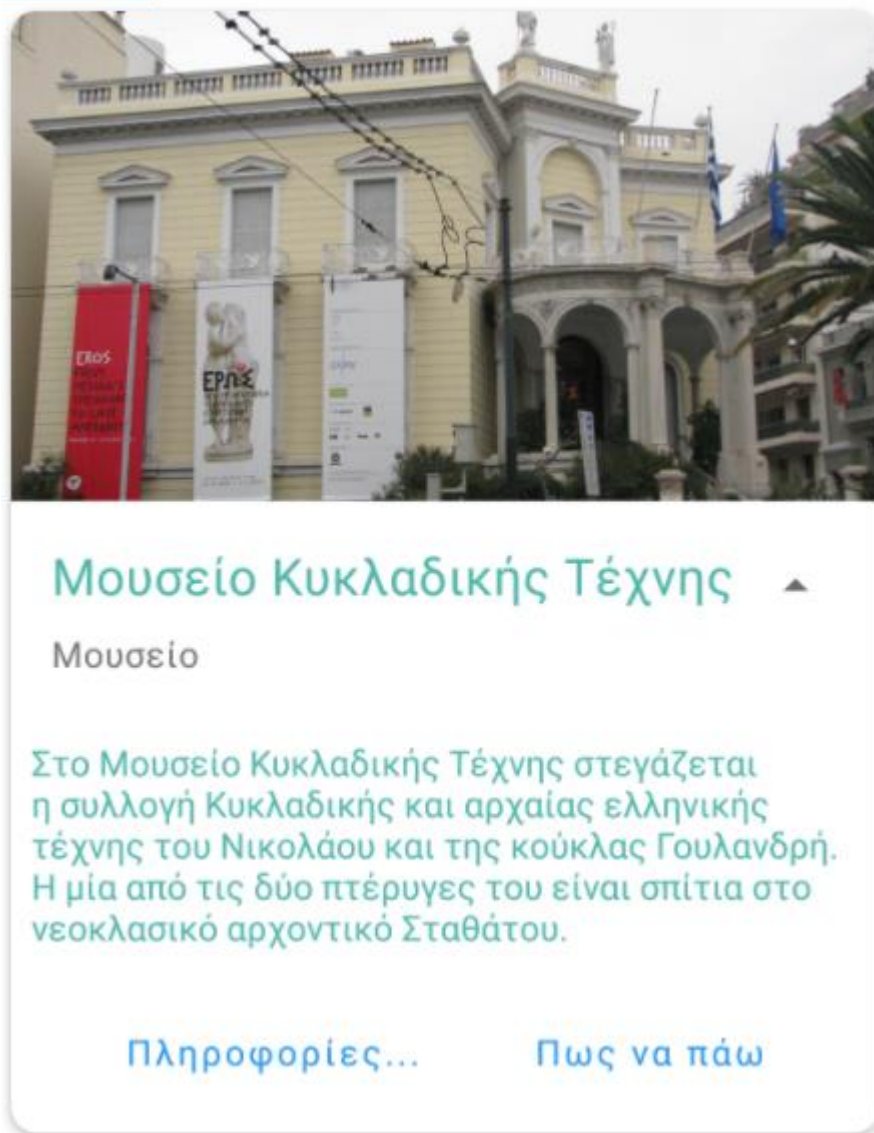 EROS
ΕΡΩΣ
Μουσείο Κυκλαδικής Τέχνης
Μουσείο
Στο Μουσείο Κυκλαδικής Τέχνης στεγάζεται
η συλλογή Κυκλαδικής και αρχαίας ελληνικής
τέχνης του Νικολάου και της κούκλας Γουλανδρή.
Η μία από τις δύο πτέρυγες του είναι σπίτια στο
νεοκλασικό αρχοντικό Σταθάτου.
Πληροφορίες... Πως να πάω